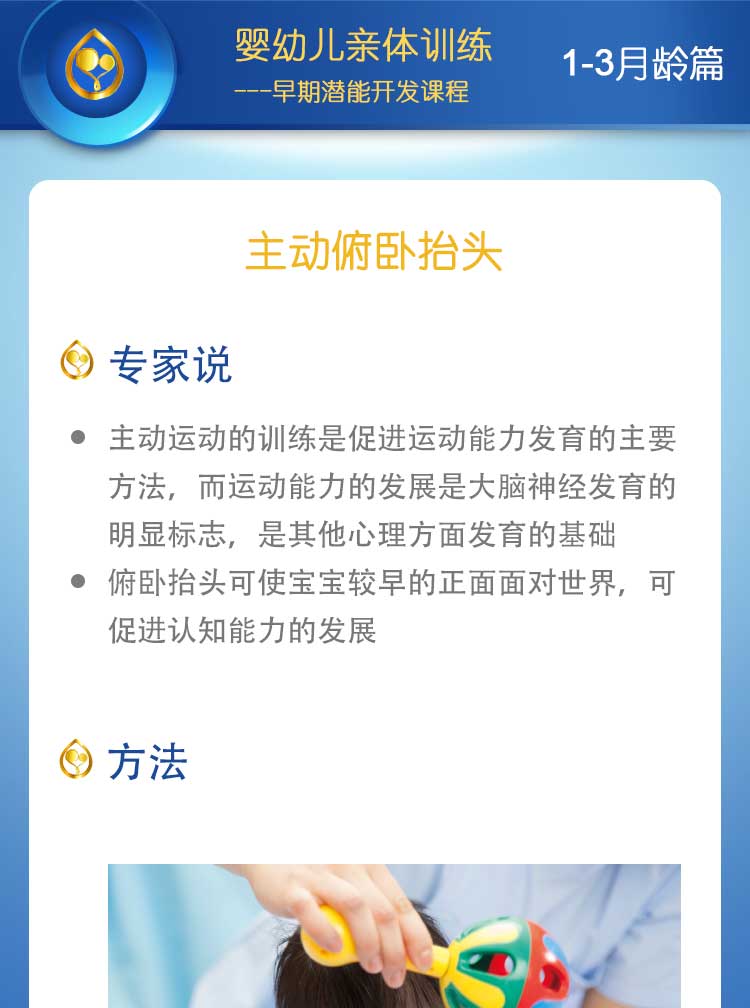 婴幼儿亲体训练
---早期潜能开发课程
1-3月龄篇
主动俯卧抬头
专家说
主动运动的训练是促进运动能力发育的主要
方法，而运动能力的发展是大脑神经发育的
明显标志，是其他心理方面发育的基础
俯卧抬头可使宝宝较早的正面面对世界，可
促进认知能力的发展
方法